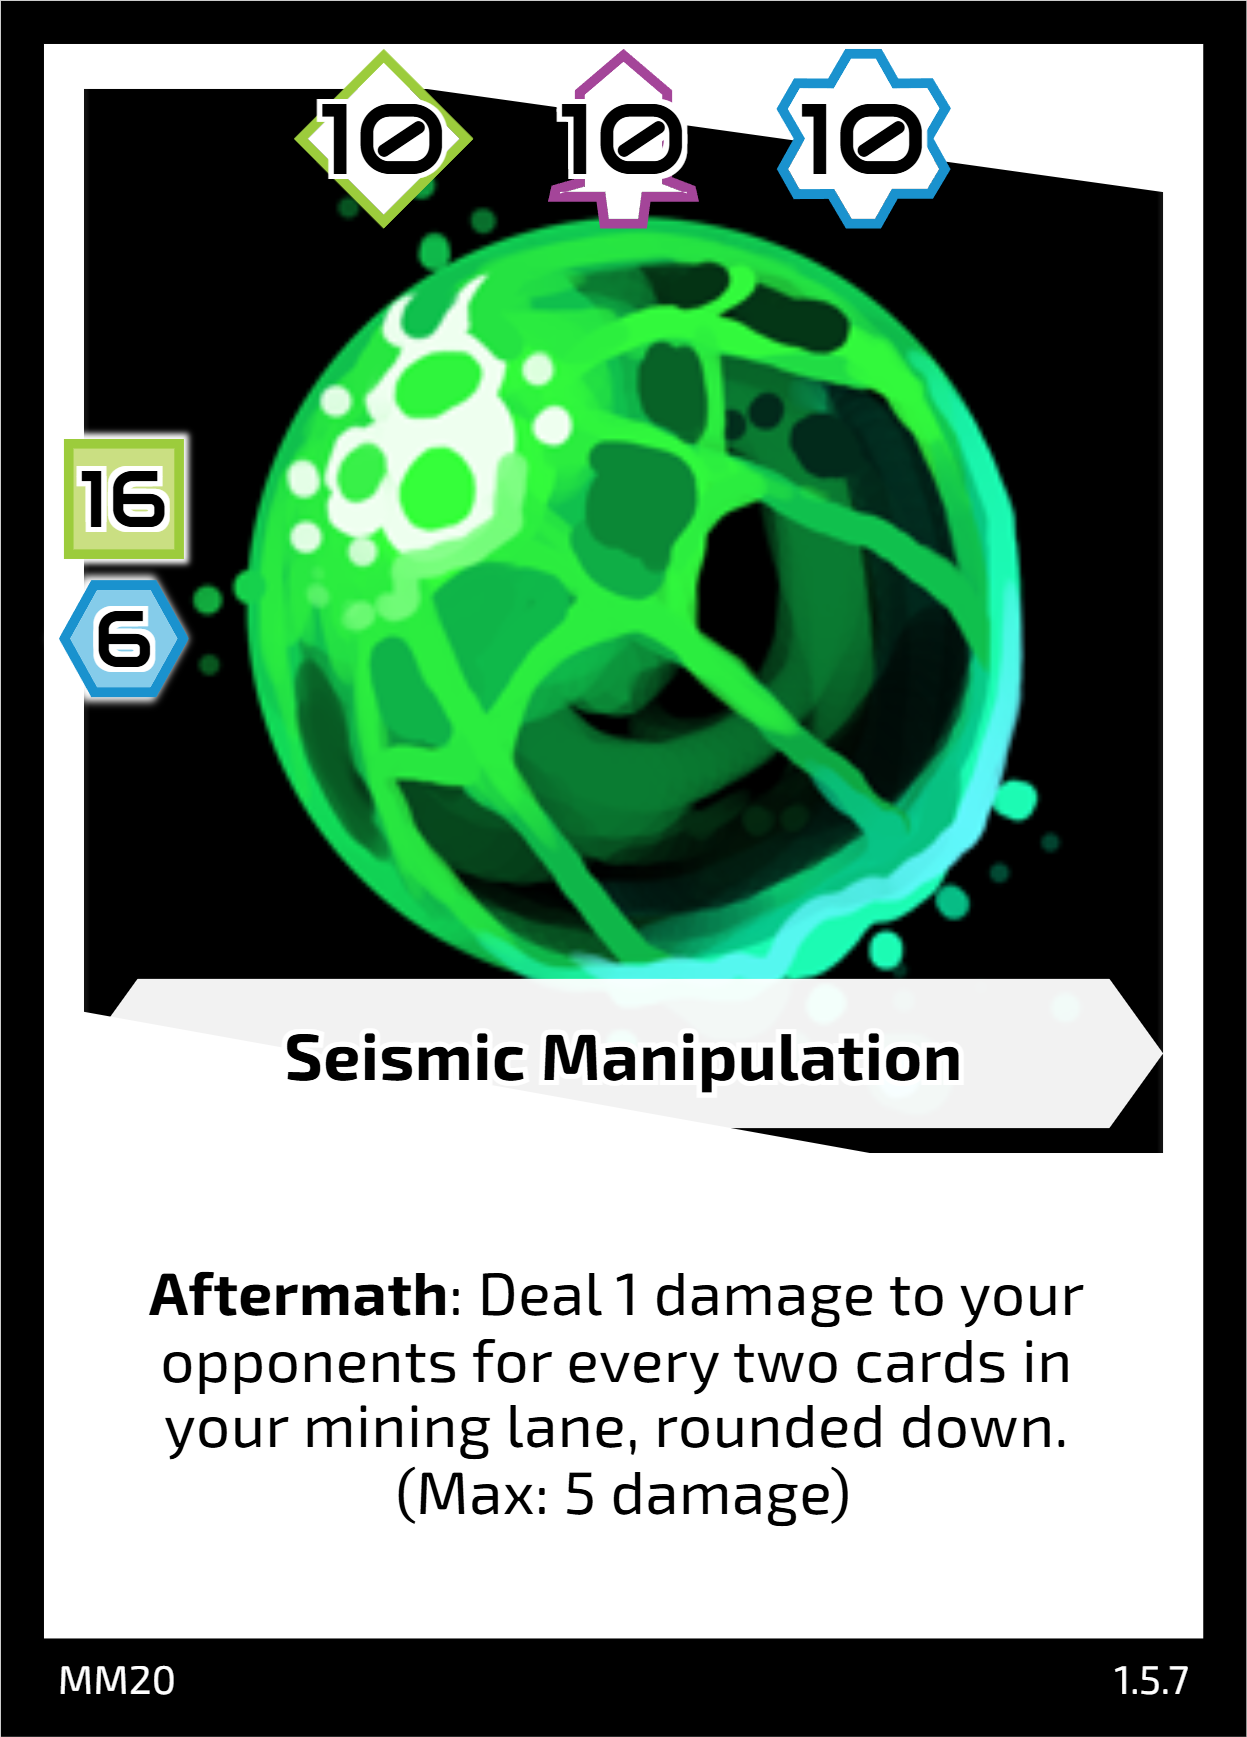 10 10 10
16
6
Seismic Manipulation
Aftermath: Deal 1 damage to your
opponents for every two cards in
your mining lane, rounded down.
(Max: 5 damage)
MM20 1.5.7